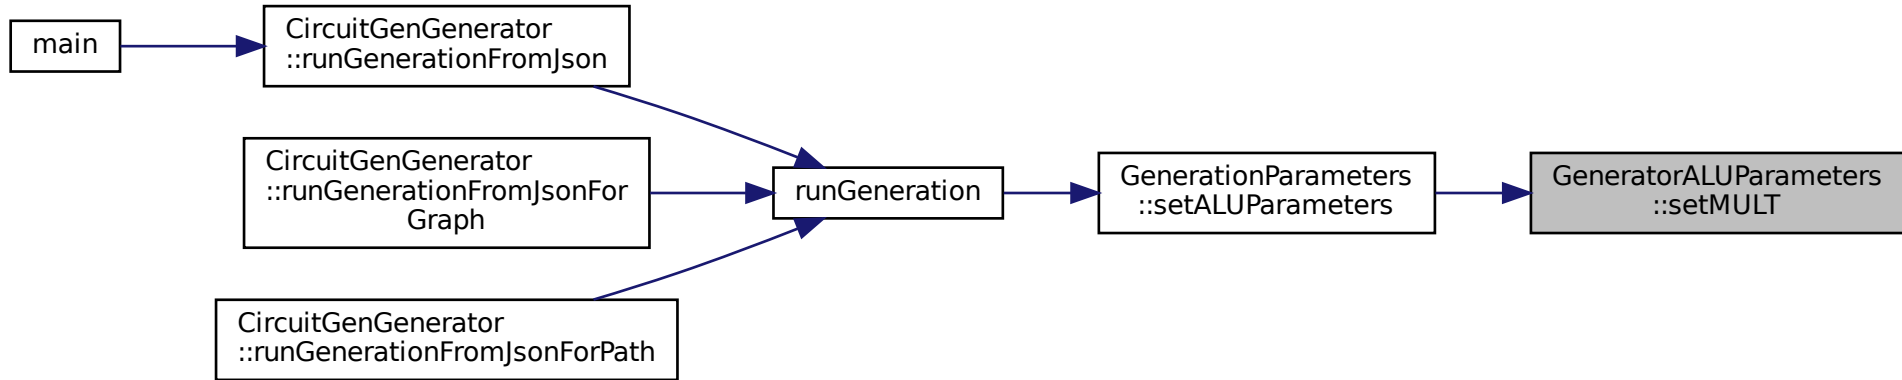 main
CircuitGenGenerator
::runGenerationFromJson
CircuitGenGenerator
::runGenerationFromJsonFor
Graph
CircuitGenGenerator
::runGenerationFromJsonForPath
runGeneration
GenerationParameters
::setALUParameters
GeneratorALUParameters
::setMULT